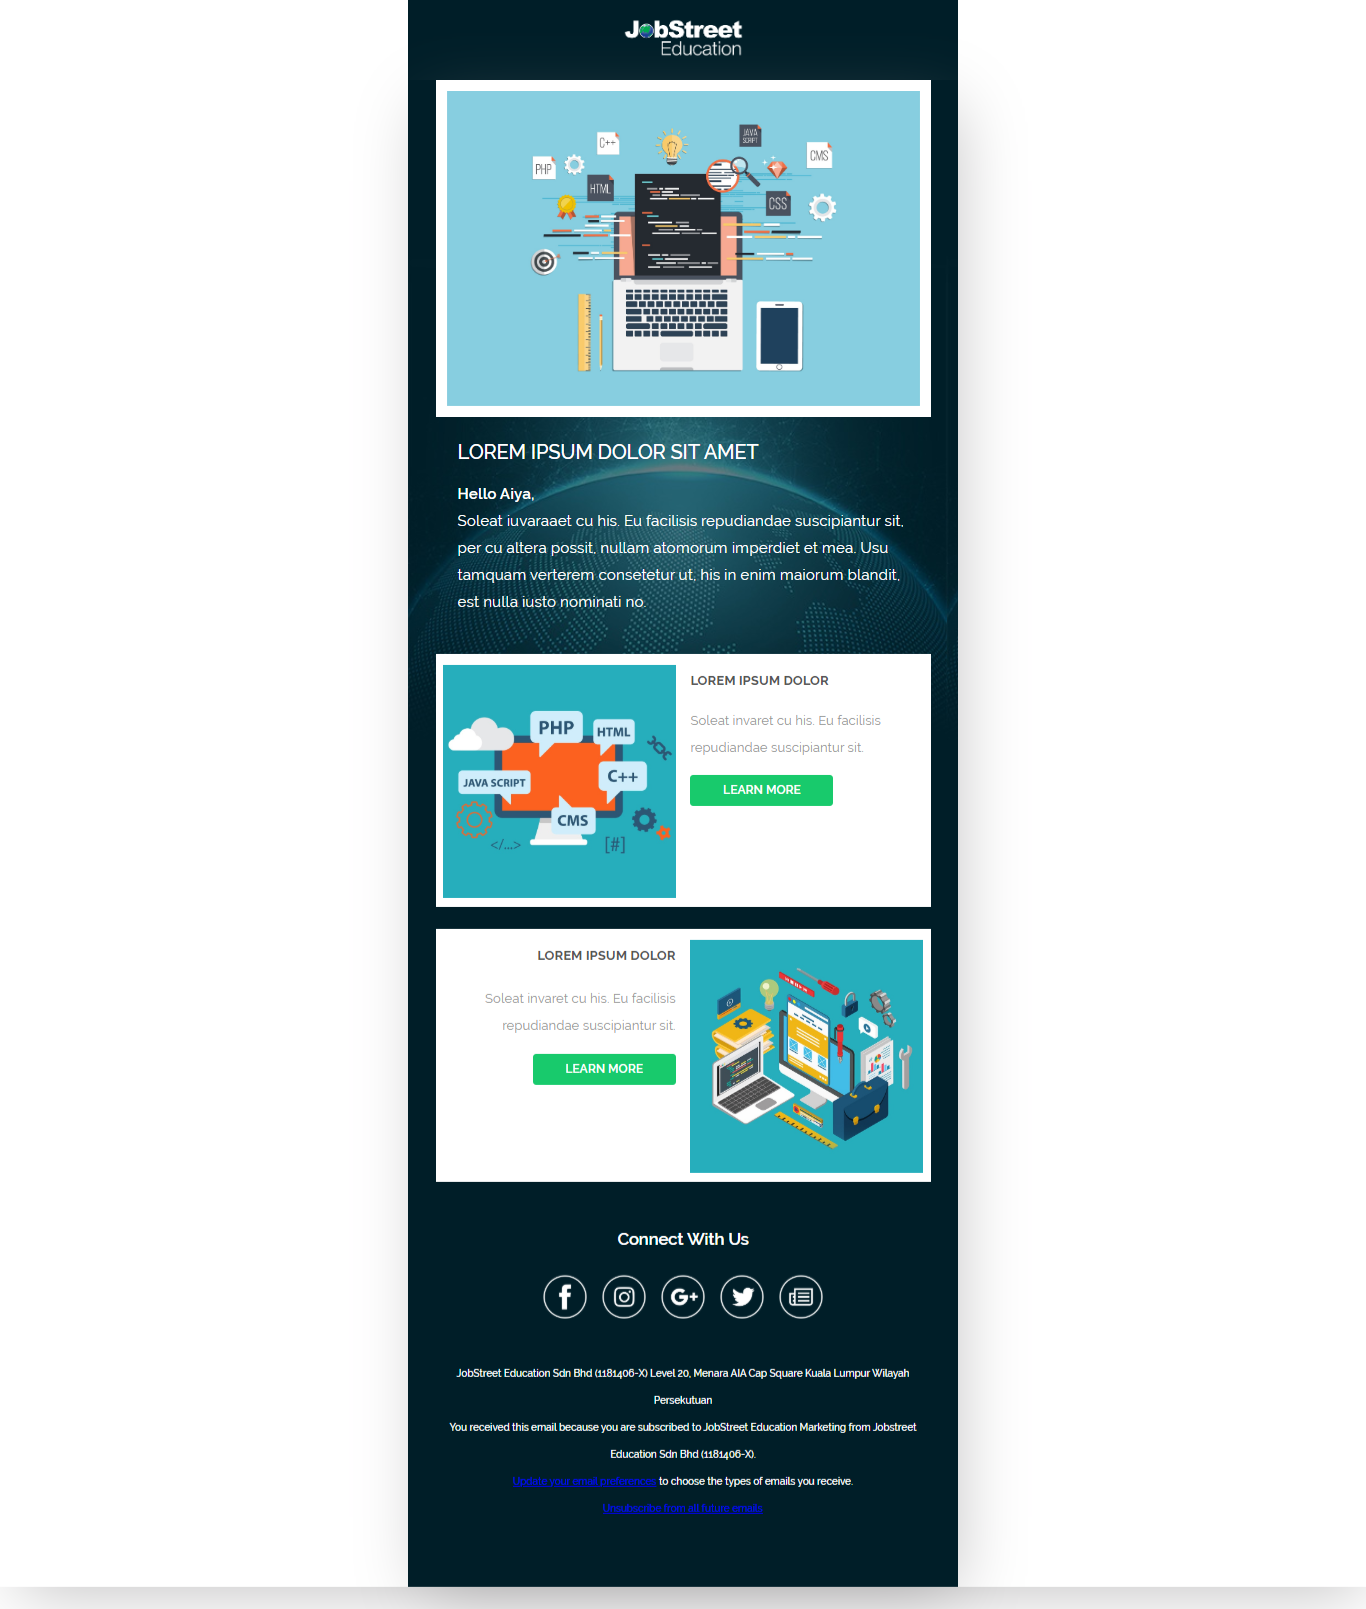 JobStreet
Education
C++
JAVA
SCRIPT
CMS
PHP
HTML
CSS
LOREM IPSUM DOLOR SIT AMET
Hello Aiya,
Soleat iuvaraaet cu his. Eu facilisis repudiandae suscipiantur sit,
per cu altera possit, nullam atomorum imperdiet et mea. Usu
tamquam verterem consetetur ut, his in enim maiorum blandit,
est nulla iusto nominati no.
PHP
HTML
JAVA SCRIPT
C++
CMS
</...>
[#]
LOREM IPSUM DOLOR
Soleat invaret cu his. Eu facilisis
repudiandae suscipiantur sit.
LEARN MORE
LOREM IPSUM DOLOR
Soleat invaret cu his. Eu facilisis
repudiandae suscipiantur sit.
LEARN MORE
Connect With Us
G+
JobStreet Education Sdn Bhd (1181406-X) Level 20, Menara AIA Cap Square Kuala Lumpur Wilayah
Persekutuan
You received this email because you are subscribed to JobStreet Education Marketing from Jobstreet
Education Sdn Bhd (1181406-X).
Update your email preferences to choose the types of emails you receive.
Unsubscribe from all future emails